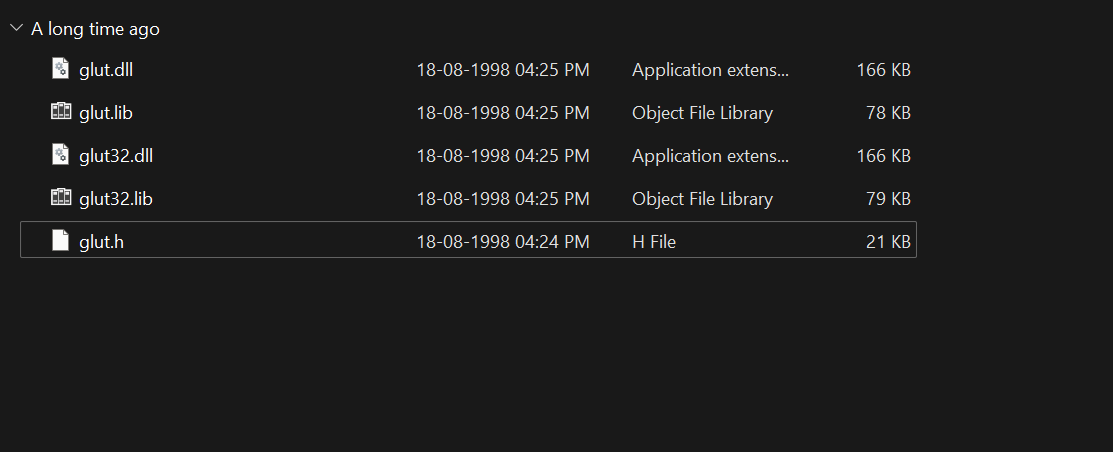 A long time ago
glut.dll 18-08-1998 04:25 PM Application extens... 166 KB
glut.lib 18-08-1998 04:25 PM Object File Library 78 KB
glut32.dll 18-08-1998 04:25 PM Application extens... 166 KB
glut32.lib 18-08-1998 04:25 PM Object File Library 79 KB
glut.h 18-08-1998 04:24 PM H File 21 KB